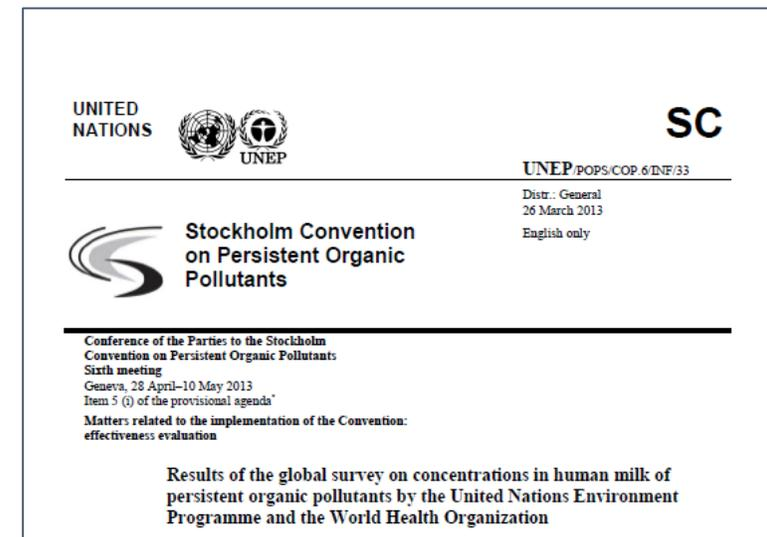 UNITED
NATIONS
UNEP
SC
UNEP/POPS/COP.6/INF/33
Distr.: General
26 March 2013
English only
Stockholm Convention
on Persistent Organic
Pollutants
Conference of the Parties to the Stockholm
Convention on Persistent Organic Pollutants
Sixth meeting
Geneva, 28 April–10 May 2013
Item 5 (i) of the provisional agenda*
Matters related to the implementation of the Convention:
effectiveness evaluation
Results of the global survey on concentrations in human milk of
persistent organic pollutants by the United Nations Environment
Programme and the World Health Organization